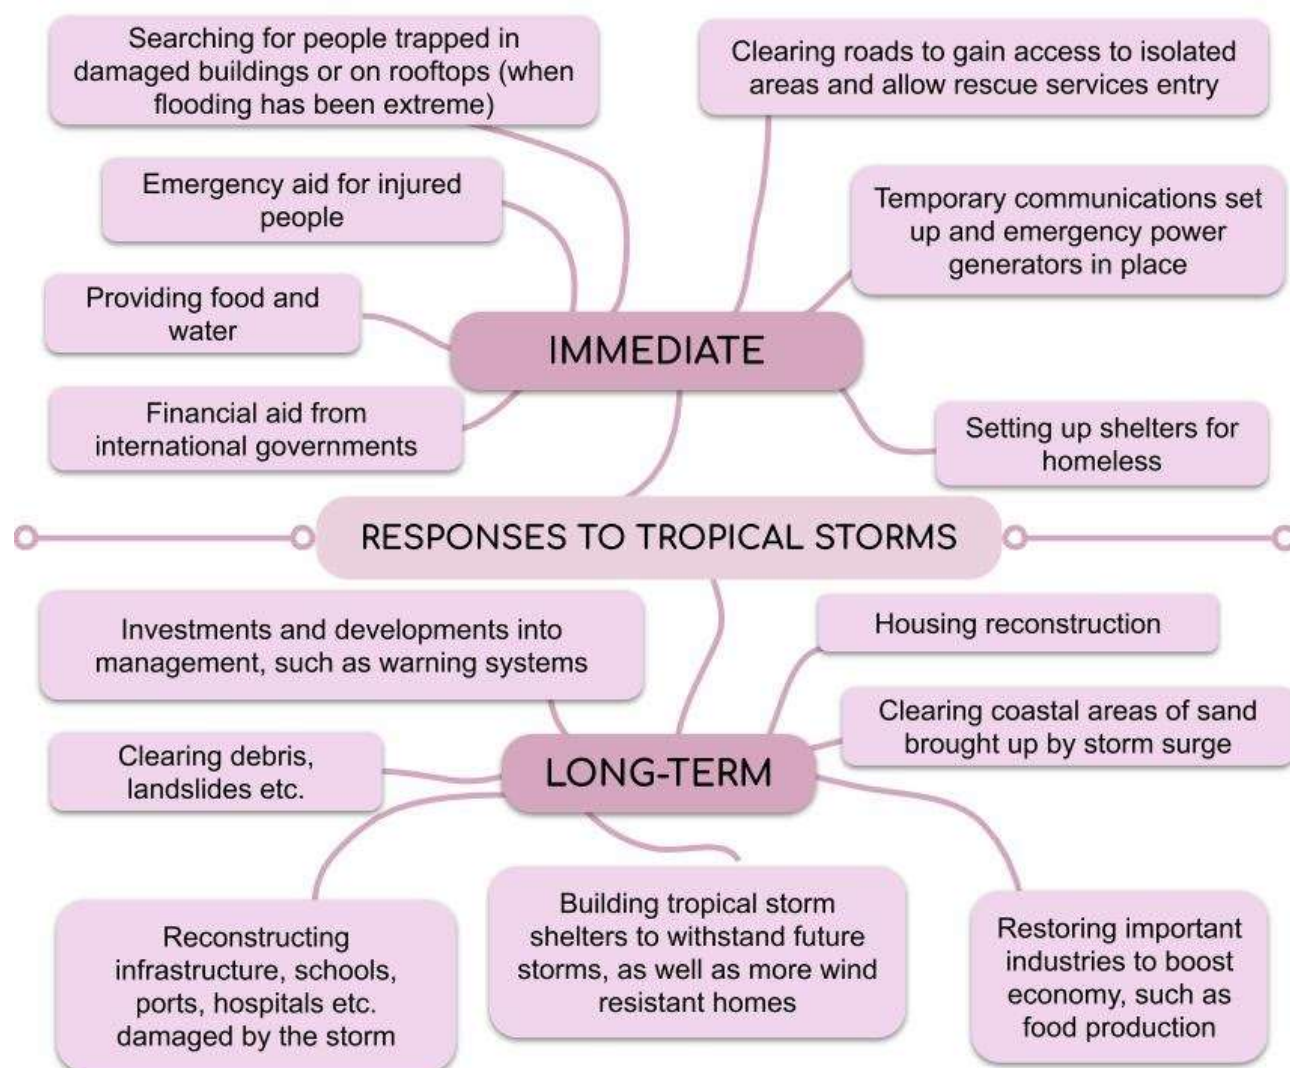 Searching for people trapped in
damaged buildings or on rooftops (when
flooding has been extreme)
Clearing roads to gain access to isolated
areas and allow rescue services entry
Emergency aid for injured
people
Temporary communications set
up and emergency power
generators in place
Providing food and
water
IMMEDIATE
Financial aid from
international governments
Setting up shelters for
homeless
RESPONSES TO TROPICAL STORMS
Investments and developments into
management, such as warning systems
Housing reconstruction
Clearing coastal areas of sand
brought up by storm surge
Clearing debris,
landslides etc.
LONG-TERM
Reconstructing
infrastructure, schools,
ports, hospitals etc.
damaged by the storm
Building tropical storm
shelters to withstand future
storms, as well as more wind
resistant homes
Restoring important
industries to boost
economy, such as
food production